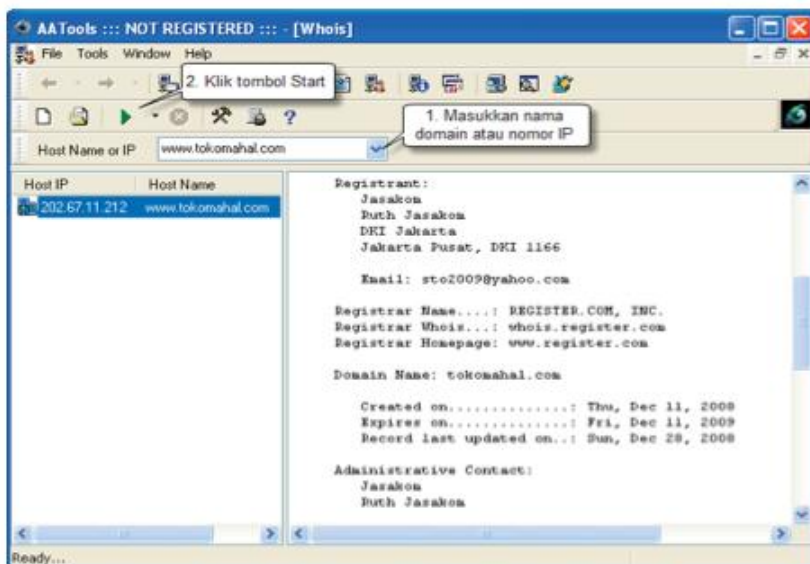 AATools ::: NOT REGISTERED ::: - [Whois]
File Tools Window Help
2. Klik tombol Start
1. Masukkan nama
domain atau nomor IP
Host Name or IP www.tokomahal.com
Host IP Host Name
202.67.11.212 www.tokomahal.com
Registrant:
Jasakom
Ruth Jasakom
DKI Jakarta
Jakarta Pusat, DKI 1166
Email: sto2009@yahoo.com
Registrar Name....: REGISTER.COM, INC.
Registrar Whois...: whois.register.com
Registrar Homepage: www.register.com
Domain Name: tokomahal.com
Created on..............: Thu, Dec 11, 2008
Expires on..............: Fri, Dec 11, 2009
Record last updated on..: Sun, Dec 28, 2008
Administrative Contact:
Jasakom
Ruth Jasakom
Ready...